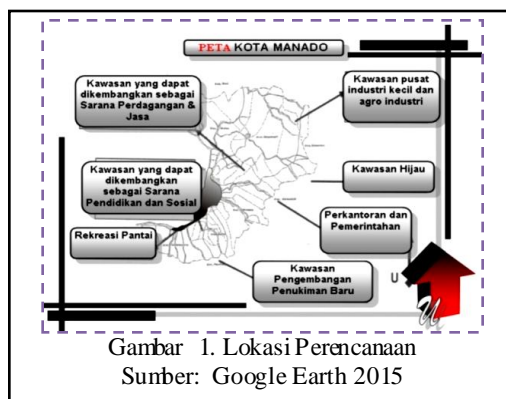 PETA KOTA MANADO
Kawasan yang dapat
dikembangkan sebagai
Sarana Perdagangan &
Jasa
Kawasan pusat
industri kecil dan
agro industri
Kawasan yang dapat
dikembangkan
sebagai Sarana
Pendidikan dan Sosial
Kawasan Hijau
Rekreasi Pantai
Perkantoran dan
Pemerintahan
Kawasan
Pengembangan
Penukiman Baru
U
Gambar 1. Lokasi Perencanaan
Sumber: Google Earth 2015